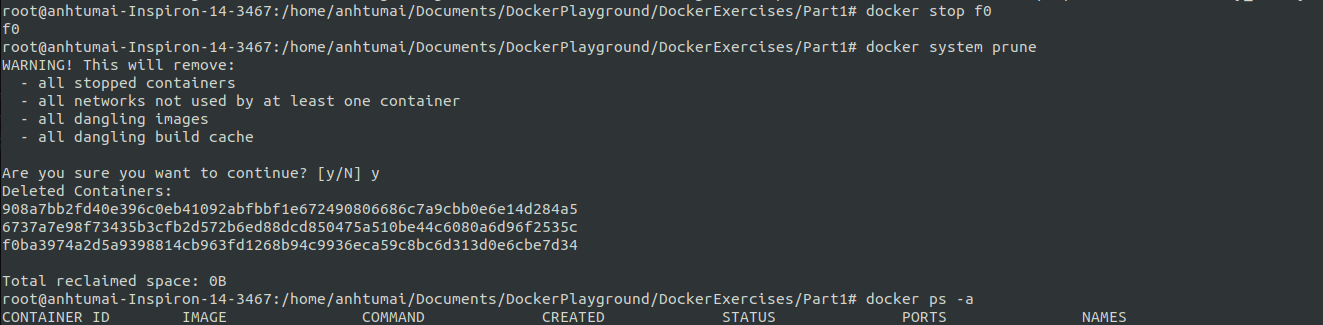 root@anhtumai-Inspiron-14-3467:/home/anhtumai/Documents/DockerPlayground/DockerExercises/Part1# docker stop f0
f0
root@anhtumai-Inspiron-14-3467:/home/anhtumai/Documents/DockerPlayground/DockerExercises/Part1# docker system prune
WARNING! This will remove:
  - all stopped containers
  - all networks not used by at least one container
  - all dangling images
  - all dangling build cache

Are you sure you want to continue? [y/N] y
Deleted Containers:
908a7bb2fd40e396c0eb41092abfbbf1e672490806686c7a9cbb0e6e14d284a5
6737a7e98f73435b3cfb2d572b6ed88dcd850475a510be44c6080a6d96f2535c
f0ba3974a2d5a9398814cb963fd1268b94c9936eca59c8bc6d313d0e6cbe7d34

Total reclaimed space: 0B
root@anhtumai-Inspiron-14-3467:/home/anhtumai/Documents/DockerPlayground/DockerExercises/Part1# docker ps -a
CONTAINER ID        IMAGE               COMMAND             CREATED             STATUS              PORTS               NAMES